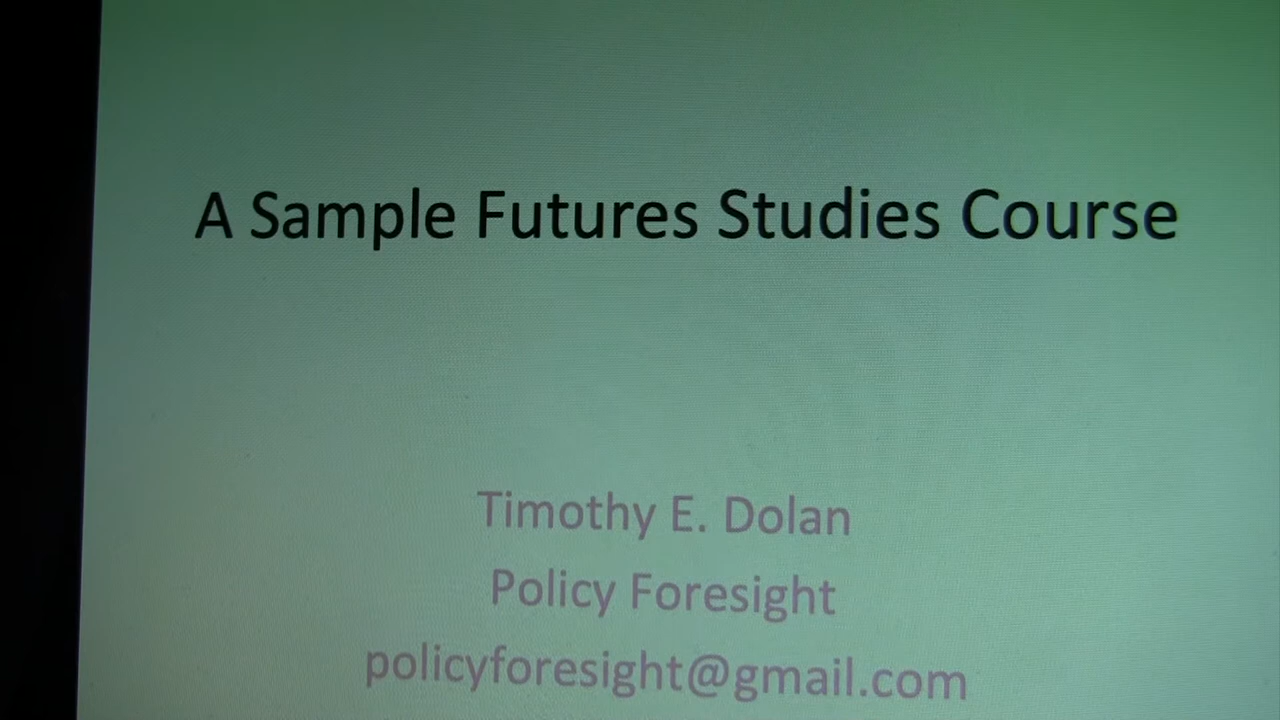 A Sample Futures Studies Course
Timothy E. Dolan
Policy Foresight
policyforesight@gmail.com